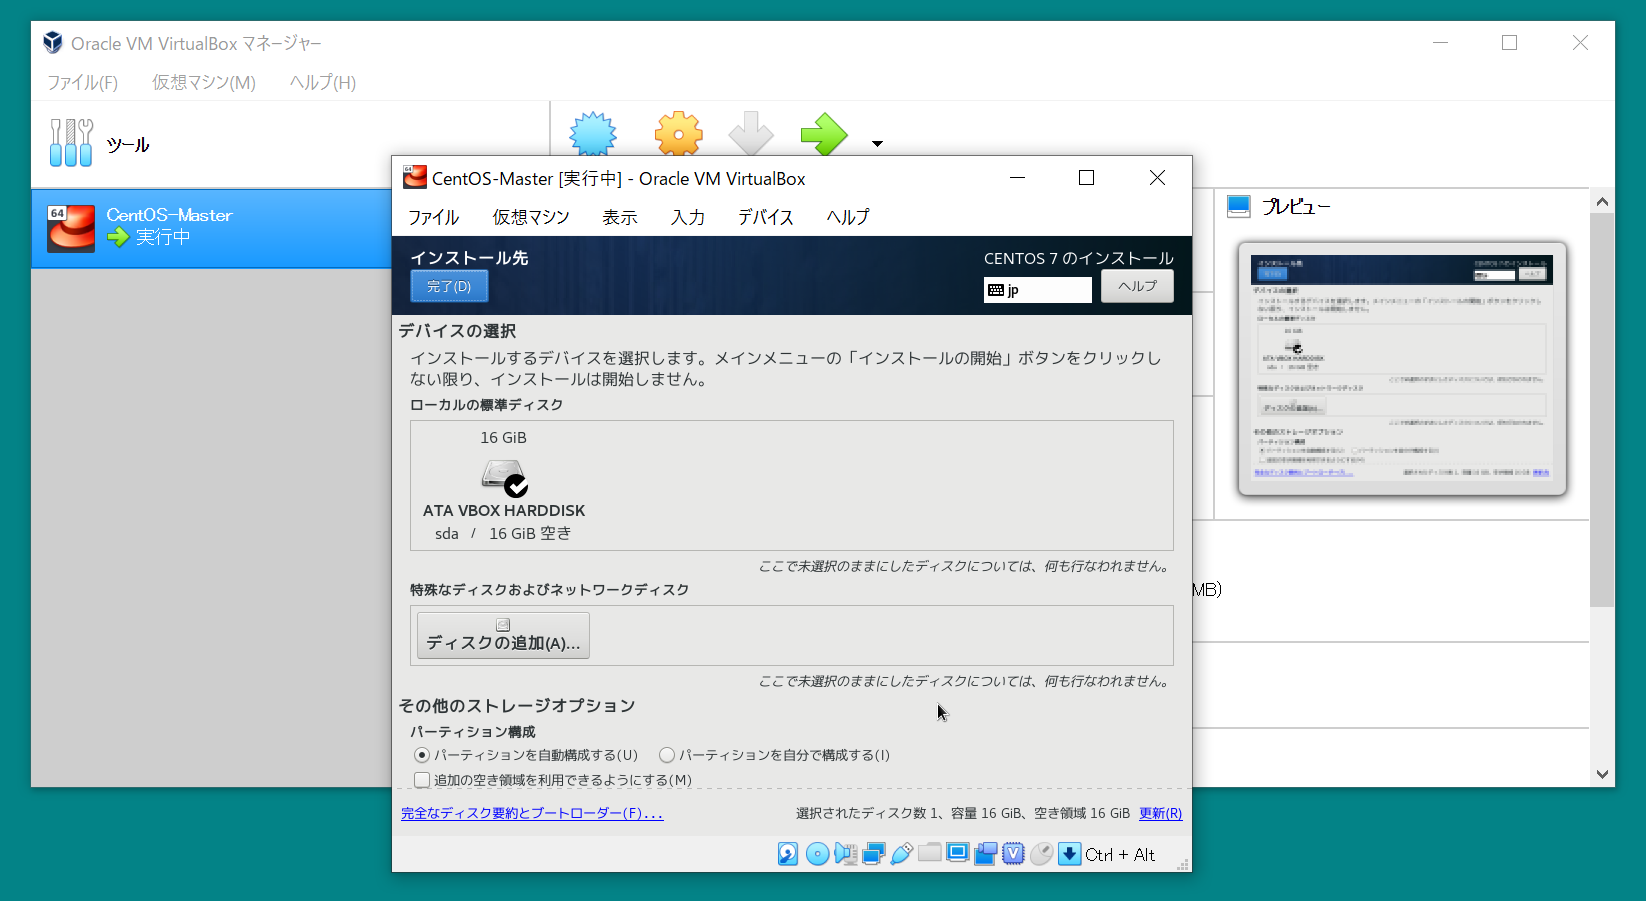 Oracle VM VirtualBox マネージャー
ファイル(F) 仮想マシン(M) ヘルプ(H)
ツール
64
CentOS-Master
実行中
プレビュー
MB)
64
CentOS-Master [実行中] - Oracle VM VirtualBox
ファイル 仮想マシン 表示 入力 デバイス ヘルプ
インストール先
CENTOS 7 のインストール
完了(D)
jp
ヘルプ
デバイスの選択
インストールするデバイスを選択します。メインメニューの「インストールの開始」ボタンをクリックし
ない限り、インストールは開始しません。
ローカルの標準ディスク
16 GiB
ATA VBOX HARDDISK
sda / 16 GiB 空き
ここで未選択のままにしたディスクについては、何も行なわれません。
特殊なディスクおよびネットワークディスク
ディスクの追加(A)...
ここで未選択のままにしたディスクについては、何も行なわれません。
その他のストレージオプション
パーティション構成
パーティションを自動構成する(U) パーティションを自分で構成する(I)
追加の空き領域を利用できるようにする(M)
完全なディスク要約とブートローダー(F)...
選択されたディスク数 1、容量 16 GiB、空き領域 16 GiB 更新(R)
V
Ctrl + Alt